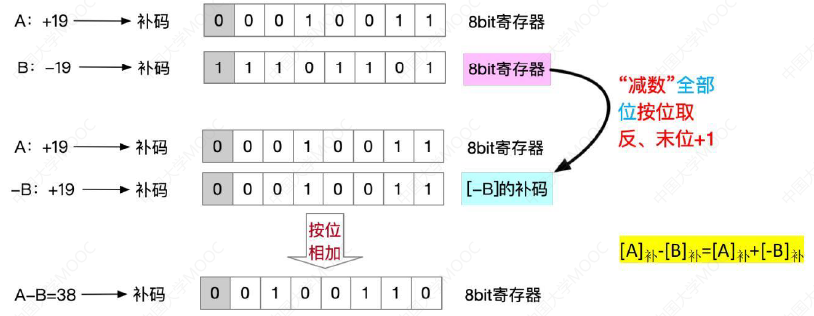 A: +19 → 补码 0 0 0 1 0 0 1 1 8bit寄存器
B: -19 → 补码 1 1 1 0 1 1 0 1 8bit寄存器
“减数”全部
位按位取
反、末位+1
A: +19 → 补码 0 0 0 1 0 0 1 1 8bit寄存器
-B: +19 → 补码 0 0 0 1 0 0 1 1 [-B]的补码
按位
相加
[A]补-[B]补=[A]补+[-B]补
A-B=38 → 补码 0 0 1 0 0 1 1 0 8bit寄存器
中国大学MOOC